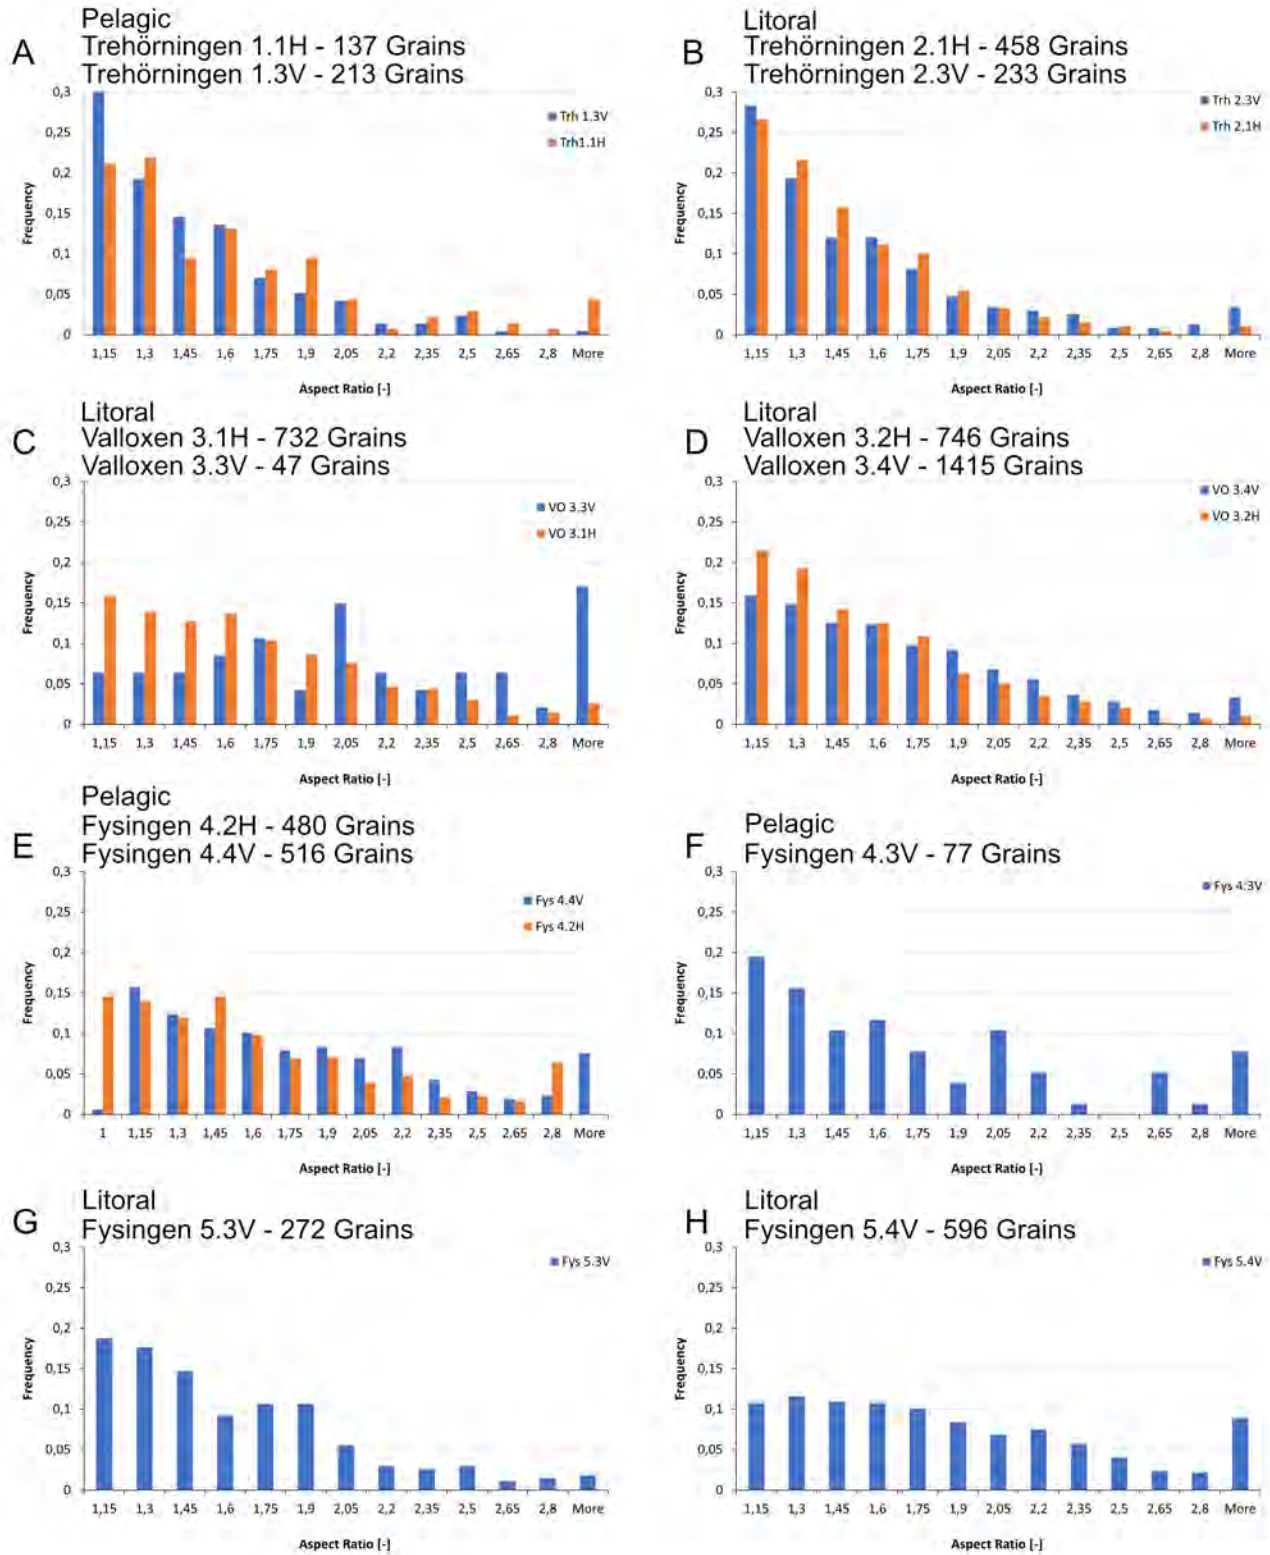 A
Pelagic
Trehörningen 1.1H - 137 Grains
Trehörningen 1.3V - 213 Grains
0,3
0,25
0,2
0,15
0,1
0,05
0
Frequency
Trh 1.3V
Trh1.1H
1,15 1,3 1,45 1,6 1,75 1,9 2,05 2,2 2,35 2,5 2,65 2,8 More
Aspect Ratio [-]
B
Litoral
Trehörningen 2.1H - 458 Grains
Trehörningen 2.3V - 233 Grains
0,3
0,25
0,2
0,15
0,1
0,05
0
Frequency
Trh 2.3V
Trh 2.1H
1,15 1,3 1,45 1,6 1,75 1,9 2,05 2,2 2,35 2,5 2,65 2,8 More
Aspect Ratio [-]
C
Litoral
Valloxen 3.1H - 732 Grains
Valloxen 3.3V - 47 Grains
0,3
0,25
0,2
0,15
0,1
0,05
0
Frequency
VO 3.3V
VO 3.1H
1,15 1,3 1,45 1,6 1,75 1,9 2,05 2,2 2,35 2,5 2,65 2,8 More
Aspect Ratio [-]
D
Litoral
Valloxen 3.2H - 746 Grains
Valloxen 3.4V - 1415 Grains
0,3
0,25
0,2
0,15
0,1
0,05
0
Frequency
VO 3.4V
VO 3.2H
1,15 1,3 1,45 1,6 1,75 1,9 2,05 2,2 2,35 2,5 2,65 2,8 More
Aspect Ratio [-]
E
Pelagic
Fysingen 4.2H - 480 Grains
Fysingen 4.4V - 516 Grains
0,3
0,25
0,2
0,15
0,1
0,05
0
Frequency
Fys 4.4V
Fys 4.2H
1 1,15 1,3 1,45 1,6 1,75 1,9 2,05 2,2 2,35 2,5 2,65 2,8 More
Aspect Ratio [-]
F
Pelagic
Fysingen 4.3V - 77 Grains
0,3
0,25
0,2
0,15
0,1
0,05
0
Frequency
Fys 4.3V
1,15 1,3 1,45 1,6 1,75 1,9 2,05 2,2 2,35 2,5 2,65 2,8 More
Aspect Ratio [-]
G
Litoral
Fysingen 5.3V - 272 Grains
0,3
0,25
0,2
0,15
0,1
0,05
0
Frequency
Fys 5.3V
1,15 1,3 1,45 1,6 1,75 1,9 2,05 2,2 2,35 2,5 2,65 2,8 More
Aspect Ratio [-]
H
Litoral
Fysingen 5.4V - 596 Grains
0,3
0,25
0,2
0,15
0,1
0,05
0
Frequency
Fys 5.4V
1,15 1,3 1,45 1,6 1,75 1,9 2,05 2,2 2,35 2,5 2,65 2,8 More
Aspect Ratio [-]